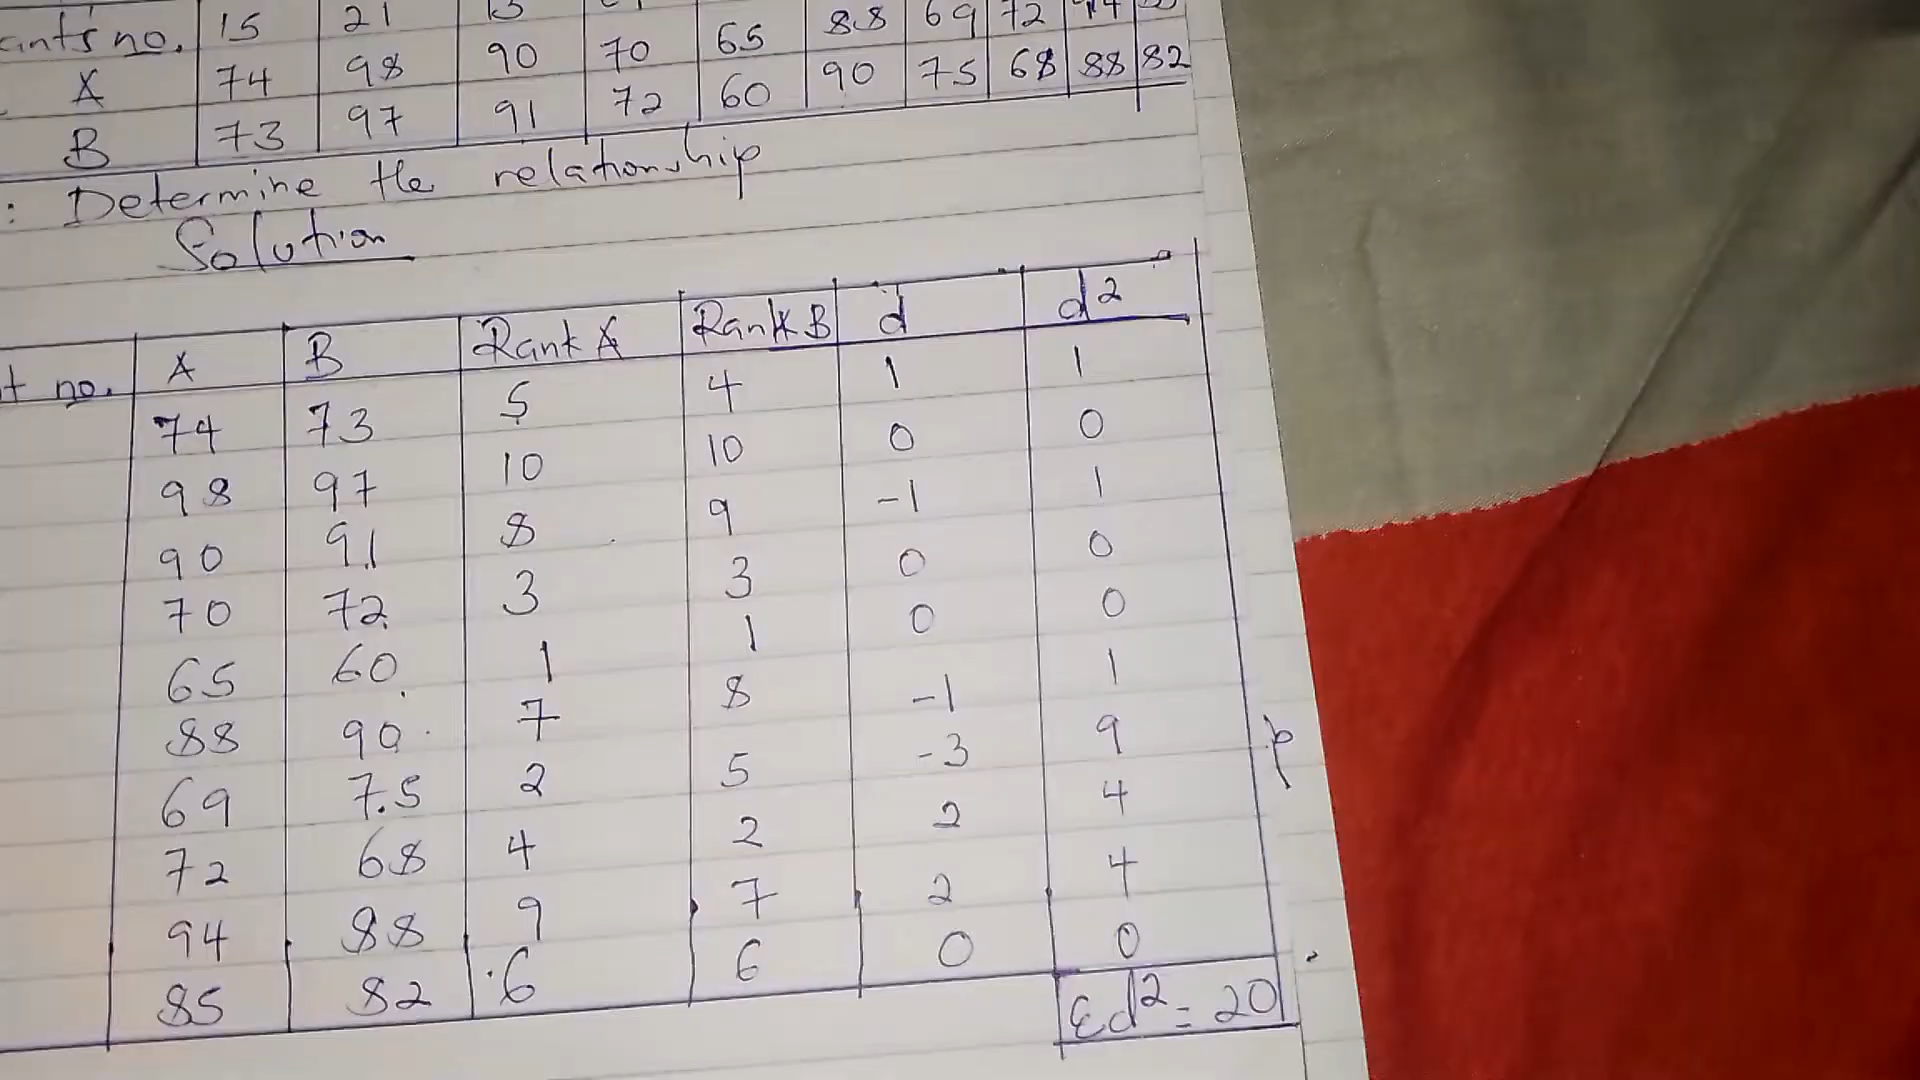 ants no. 15 21 15
A 74 98 90 70 65 88 69 72 94
B 73 97 91 72 60 90 75 68 88 82
: Determine the relationship
Solution
t no. A B Rank A Rank B d d²
74 73 5 4 1 1
98 97 10 10 0 0
90 91 8 9 -1 1
70 72 3 3 0 0
65 60 1 1 0 0
88 90 7 8 -1 1
69 75 2 5 -3 9
72 68 4 2 2 4
94 88 9 7 2 4
85 82 6 6 0 0
Ɛd² = 20